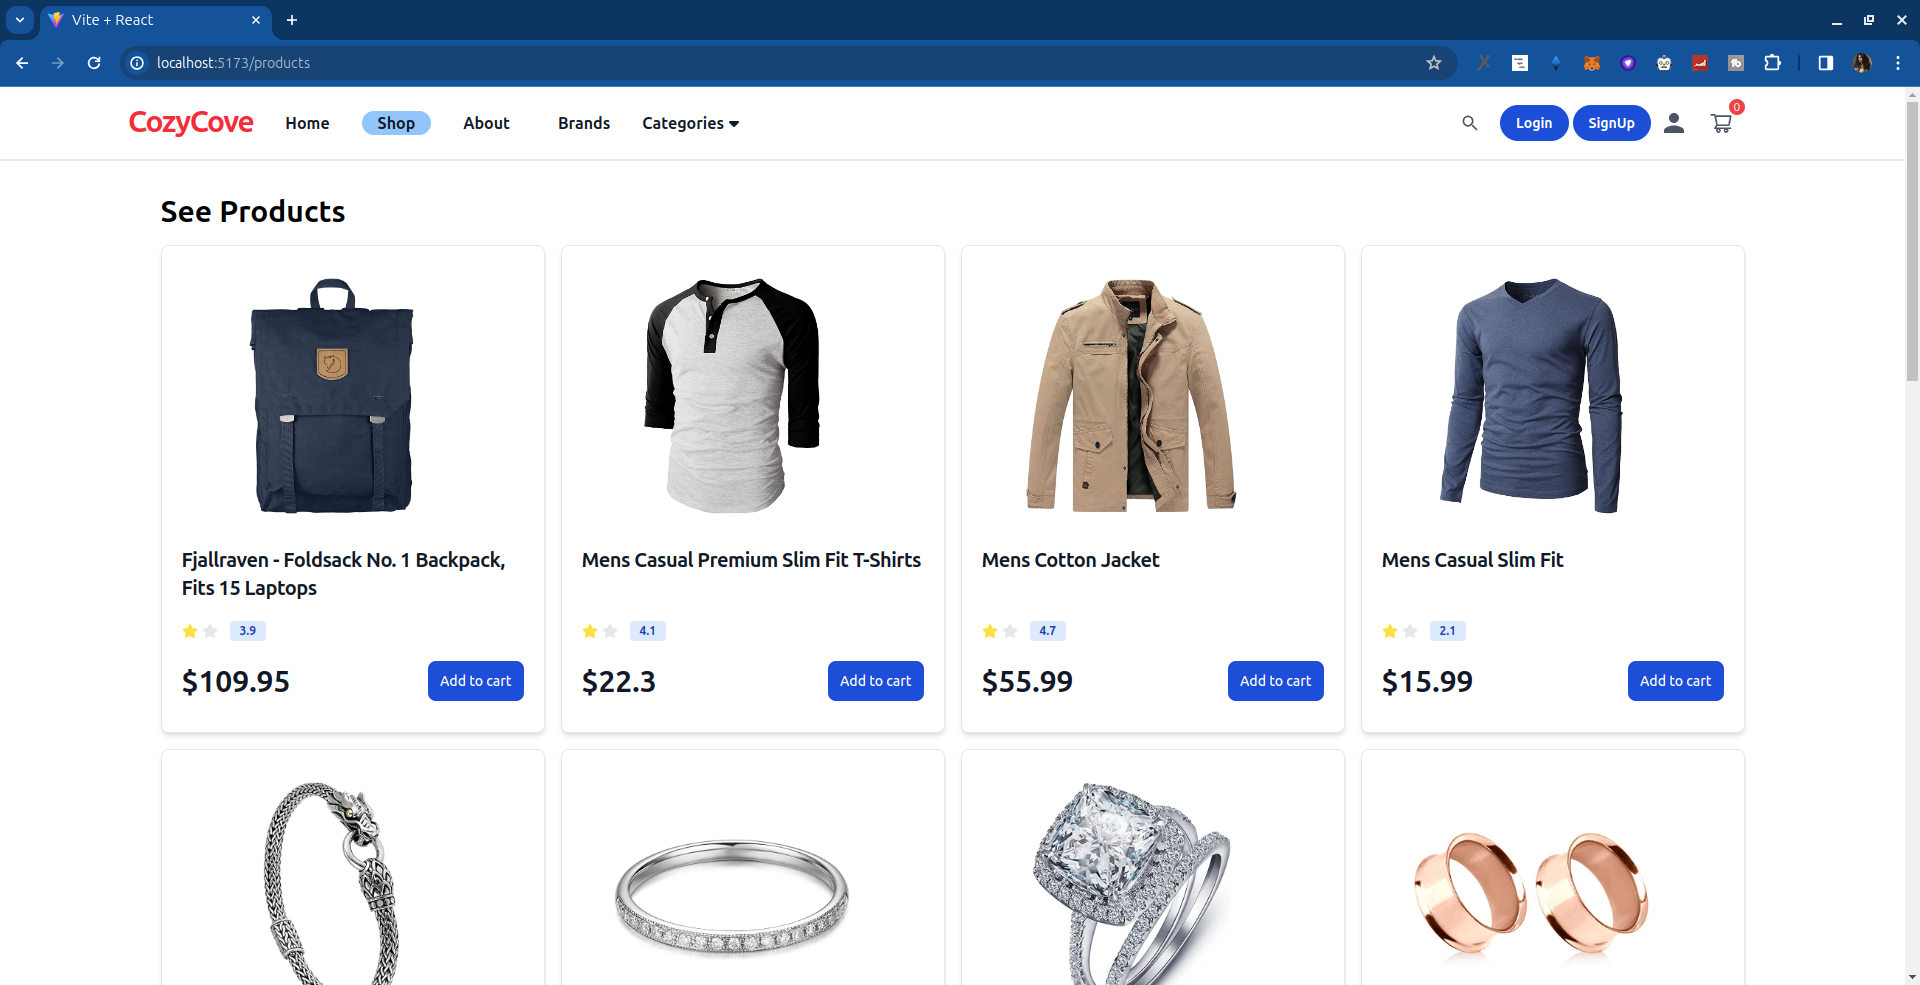 Vite + React
localhost:5173/products
CozyCove
Home
Shop
About
Brands
Categories
Login
SignUp
0
See Products
Fjallraven - Foldsack No. 1 Backpack,
Fits 15 Laptops
3.9
$109.95
Add to cart
Mens Casual Premium Slim Fit T-Shirts
4.1
$22.3
Add to cart
Mens Cotton Jacket
4.7
$55.99
Add to cart
Mens Casual Slim Fit
2.1
$15.99
Add to cart